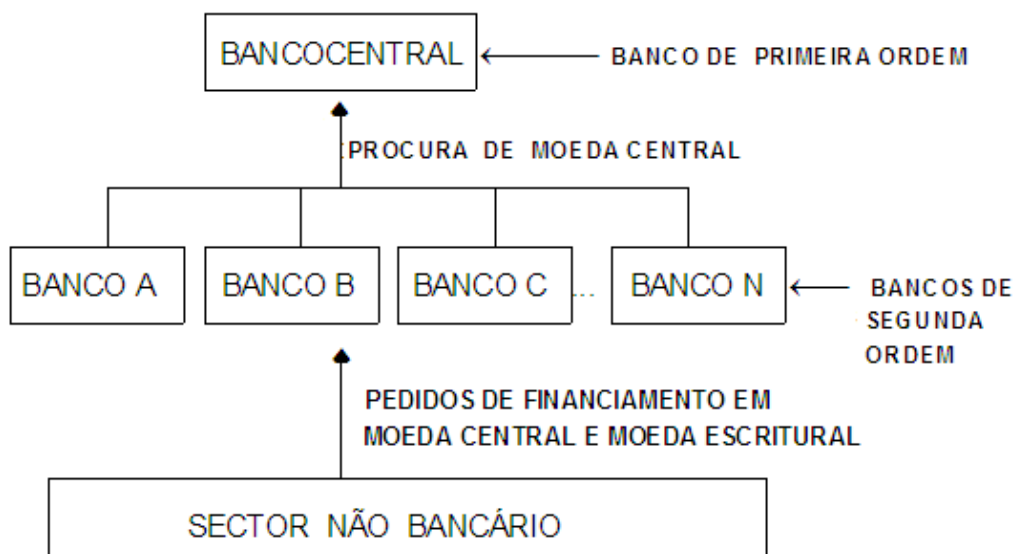 BANCOCENTRAL
BANCO DE PRIMEIRA ORDEM
PROCURA DE MOEDA CENTRAL
BANCO A
BANCO B
BANCO C
...
BANCO N
BANCOS DE
SEGUNDA
ORDEM
PEDIDOS DE FINANCIAMENTO EM
MOEDA CENTRAL E MOEDA ESCRITURAL
SECTOR NÃO BANCÁRIO